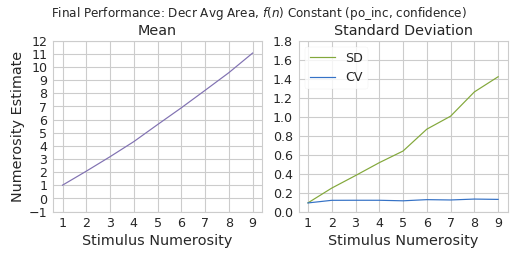 Final Performance: Decr Avg Area, f(n) Constant (po_inc, confidence)
Mean
Numerosity Estimate
12
11
10
9
8
7
6
5
4
3
2
1
0
−1
1 2 3 4 5 6 7 8 9
Stimulus Numerosity
Standard Deviation
1.8
1.6
1.4
1.2
1.0
0.8
0.6
0.4
0.2
0.0
SD
CV
1 2 3 4 5 6 7 8 9
Stimulus Numerosity